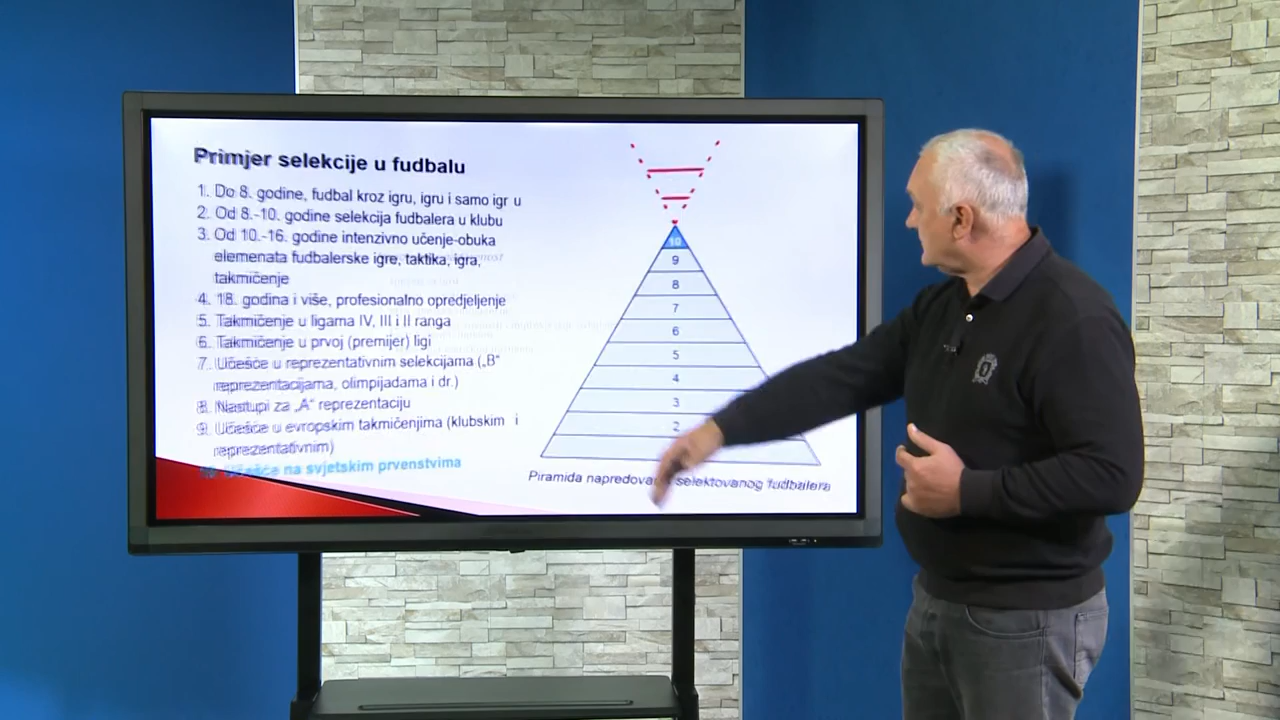 Primjer selekcije u fudbalu
1. Do 8. godine, fudbal kroz igru, igru i samo igr u
2. Od 8.-10. godine selekcija fudbalera u klubu
3. Od 10.-16. godine intenzivno učenje-obuka
elemenata fudbalerske igre, taktika, igra,
takmičenje
4. 18. godina i više, profesionalno opredjeljenje
5. Takmičenje u ligama IV, III i II ranga
6. Takmičenje u prvoj (premijer) ligi
7. Učešće u reprezentativnim selekcijama („B"
reprezentacijama, olimpijadama i dr.)
8. Nastupi za „A" reprezentaciju
9. Učešće u evropskim takmičenjima (klubskim i
reprezentativnim)
Učešće na svjetskim prvenstvima
10
9
8
7
6
5
4
3
2
Piramida selektovanog fudbalera